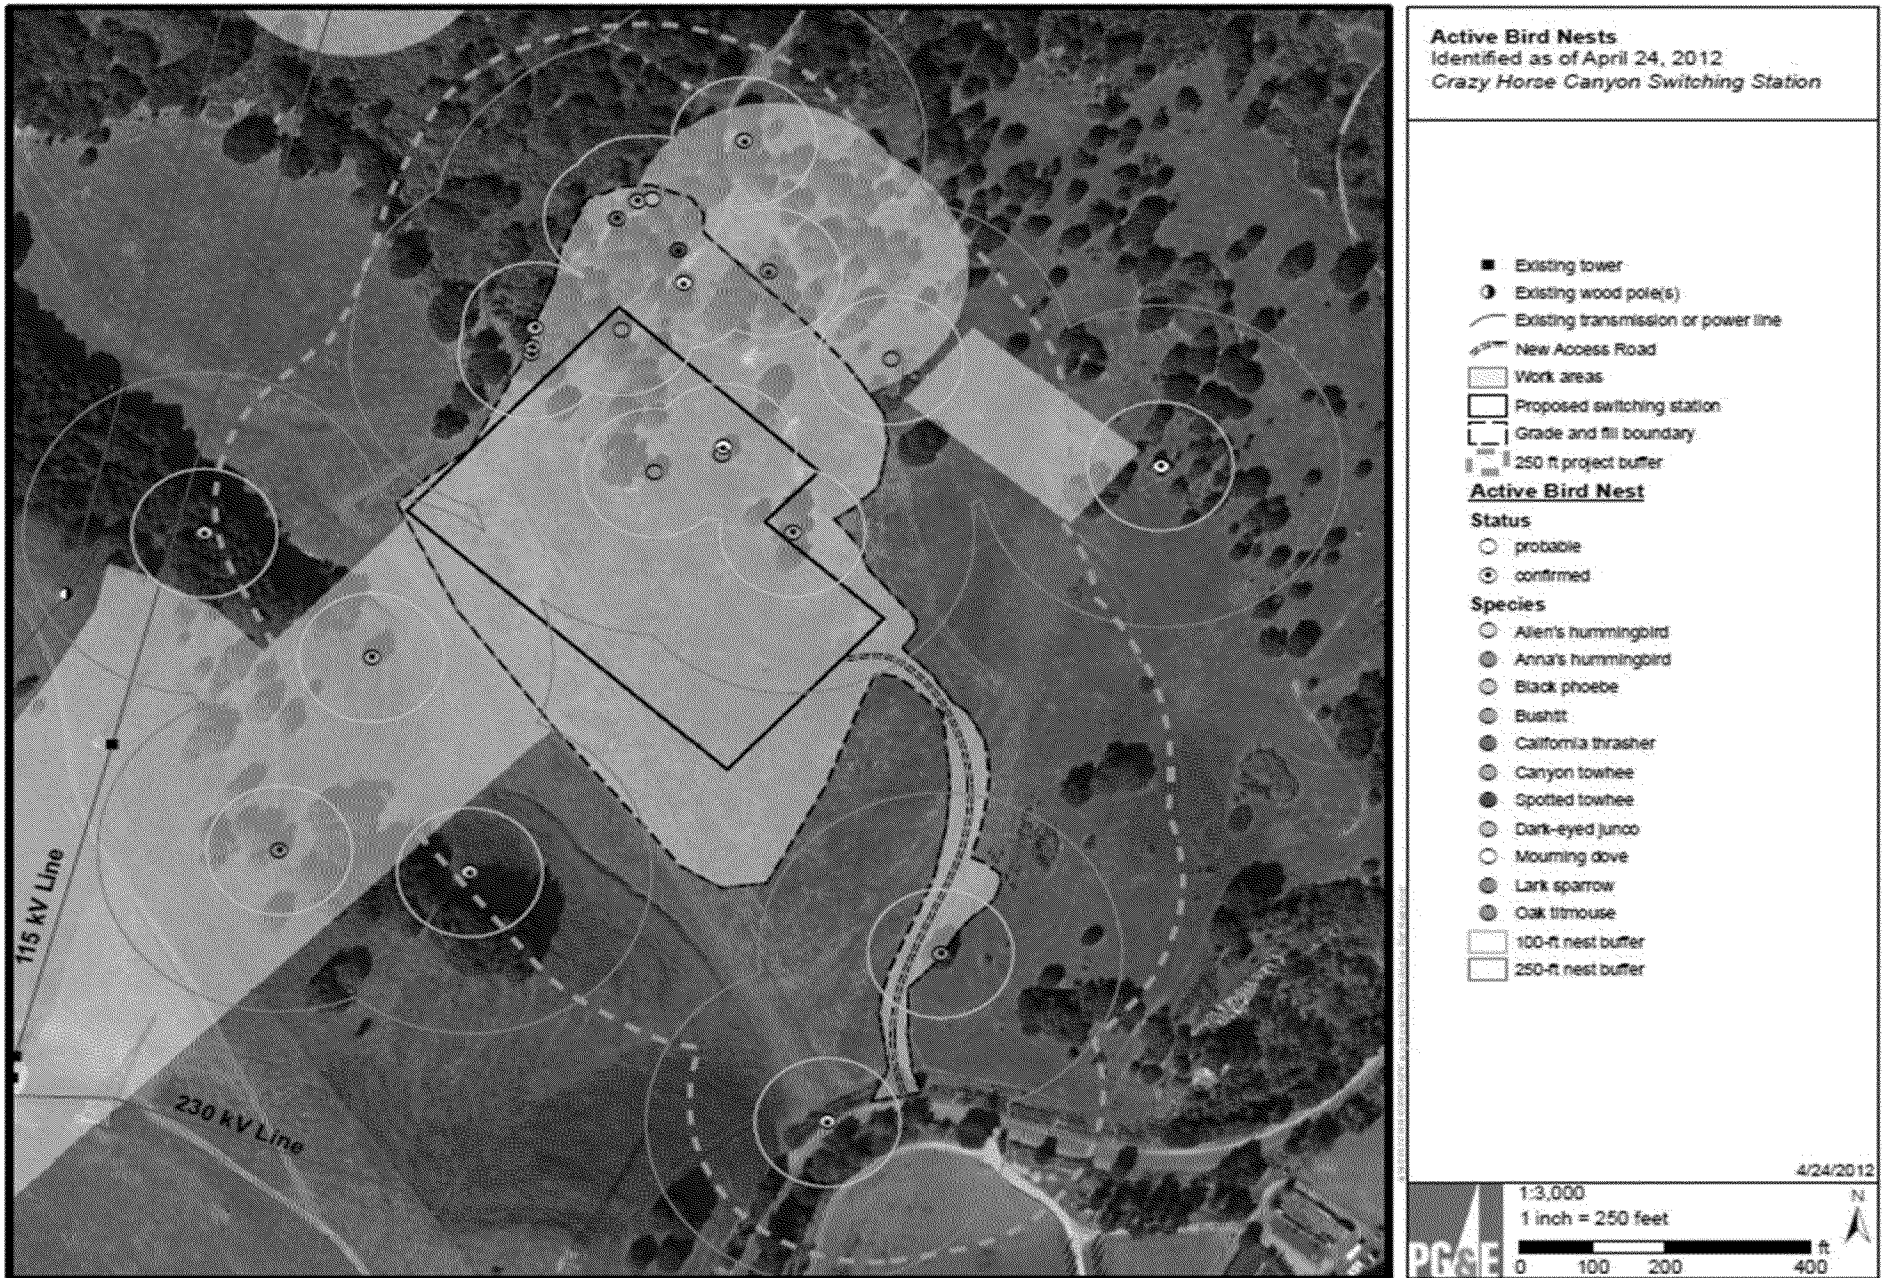 Active Bird Nests
Identified as of April 24, 2012
Crazy Horse Canyon Switching Station
Existing tower
Existing wood pole(s)
Existing transmission or power line
New Access Road
Work areas
Proposed switching station
Grade and fill boundary
250 ft project buffer
Active Bird Nest
Status
probable
confirmed
Species
Allen's hummingbird
Anna's hummingbird
Black phoebe
Bushtit
California thrasher
Canyon towhee
Spotted towhee
Dark-eyed junco
Mourning dove
Lark sparrow
Oak titmouse
100-ft nest buffer
250-ft nest buffer
115 kV Line
230 kV Line
4/24/2012
PG&E
1:3,000
1 inch = 250 feet
N
ft
0 100 200 400